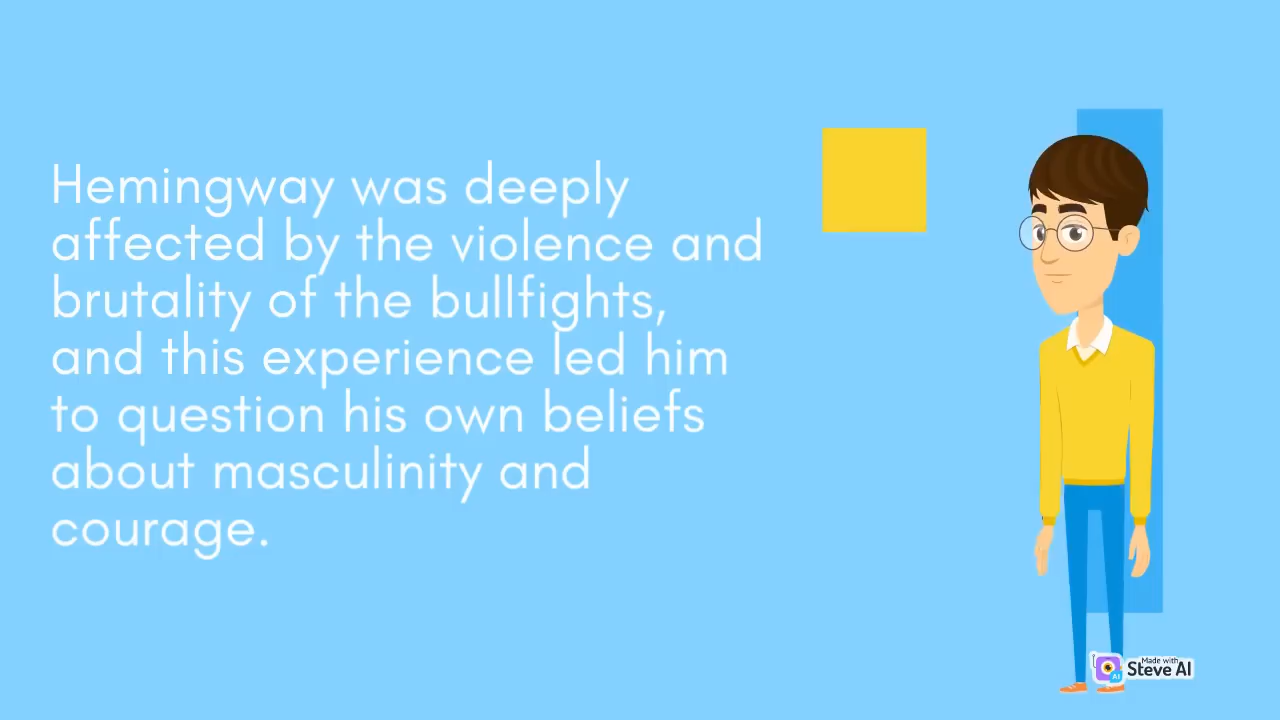 Hemingway was deeply
affected by the violence and
brutality of the bullfights,
and this experience led him
to question his own beliefs
about masculinity and
courage.
Made with
Steve AI
AI